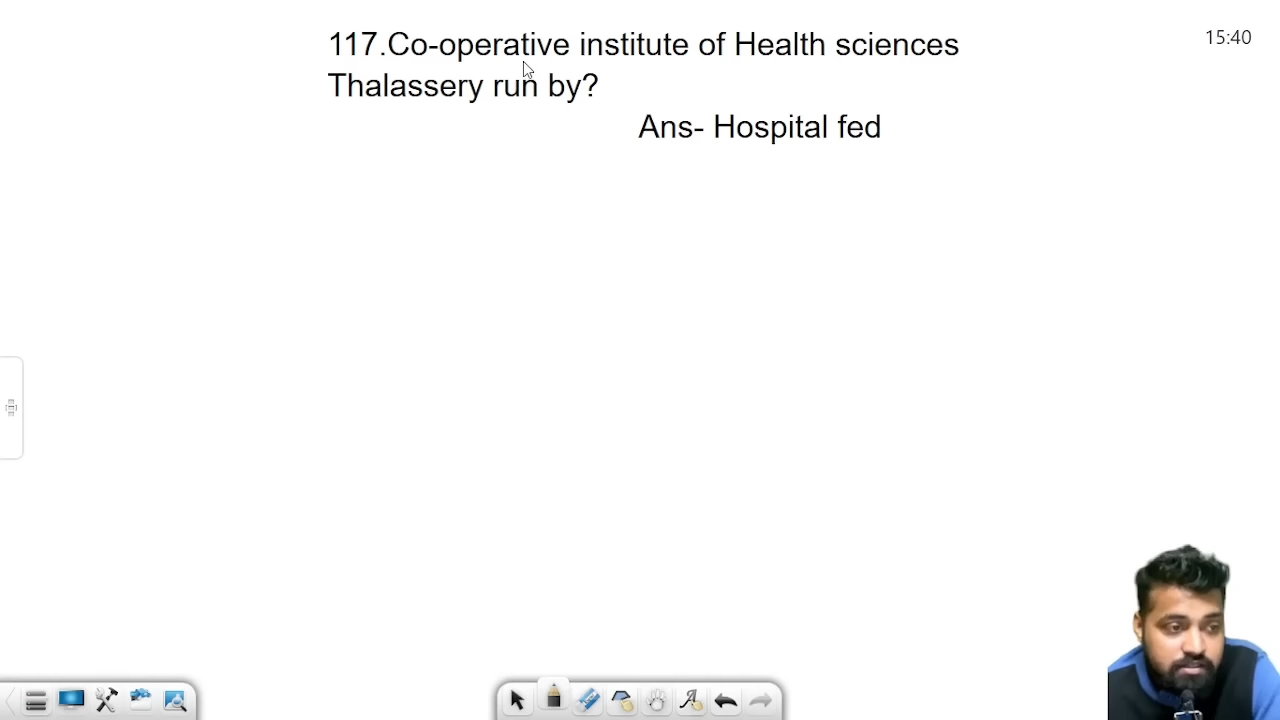 117.Co-operative institute of Health sciences
15:40
Thalassery run by?
Ans- Hospital fed